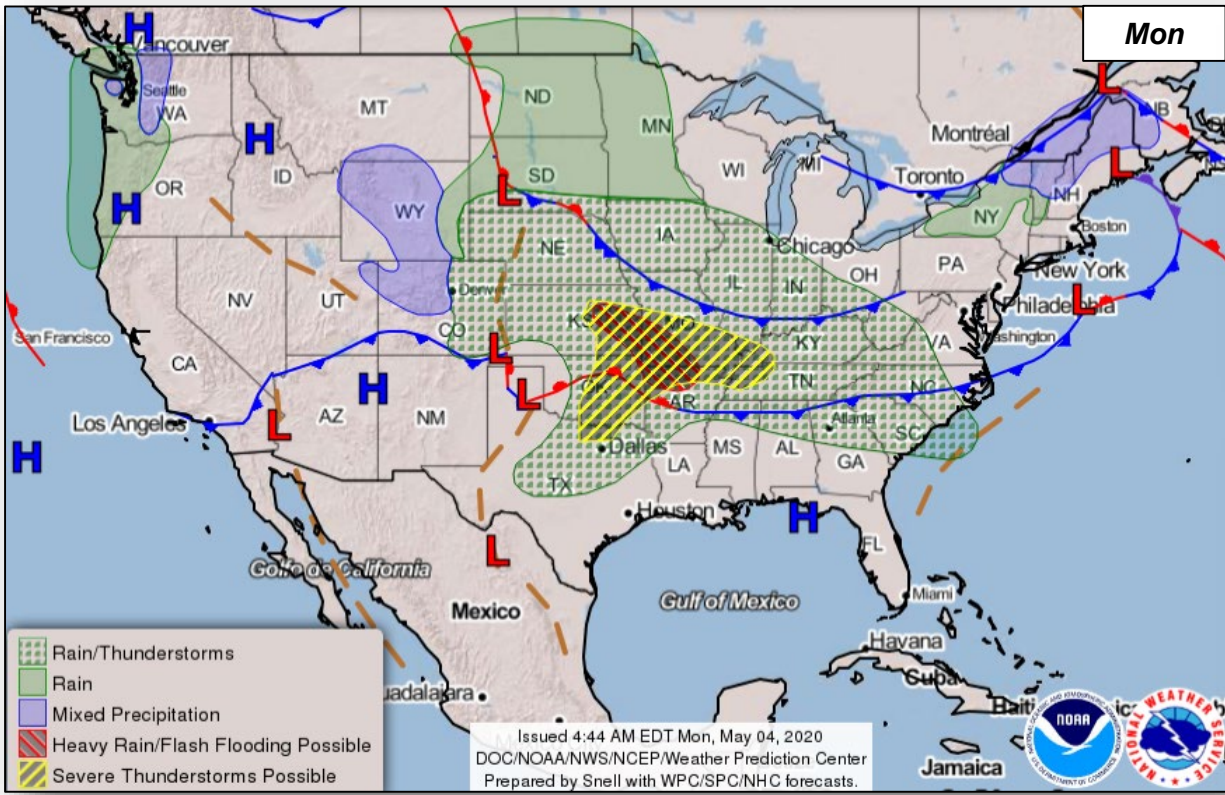 Mon
H
Vancouver
Seattle
WA
MT
ND
MN
L
NB
Montréal
H
OR
ID
H
WY
SD
L
WI
MI
Toronto
NH
L
NY
Boston
NV
UT
Denver
CO
NE
IA
Chicago
IL
IN
OH
PA
New York
Philadelphia
L
Washington
San Francisco
CA
KS
MO
KY
VA
L
H
AZ
NM
L
OK
AR
TN
NC
Los Angeles
L
Dallas
TX
LA
MS
AL
Atlanta
GA
SC
H
Houston
H
FL
L
Golfo de California
Mexico
Gulf of Mexico
Miami
Havana
Cuba
uadalajara
Jamaica
Rain/Thunderstorms
Rain
Mixed Precipitation
Heavy Rain/Flash Flooding Possible
Severe Thunderstorms Possible
Issued 4:44 AM EDT Mon, May 04, 2020
DOC/NOAA/NWS/NCEP/Weather Prediction Center
Prepared by Snell with WPC/SPC/NHC forecasts.
NOAA
NATIONAL WEATHER SERVICE